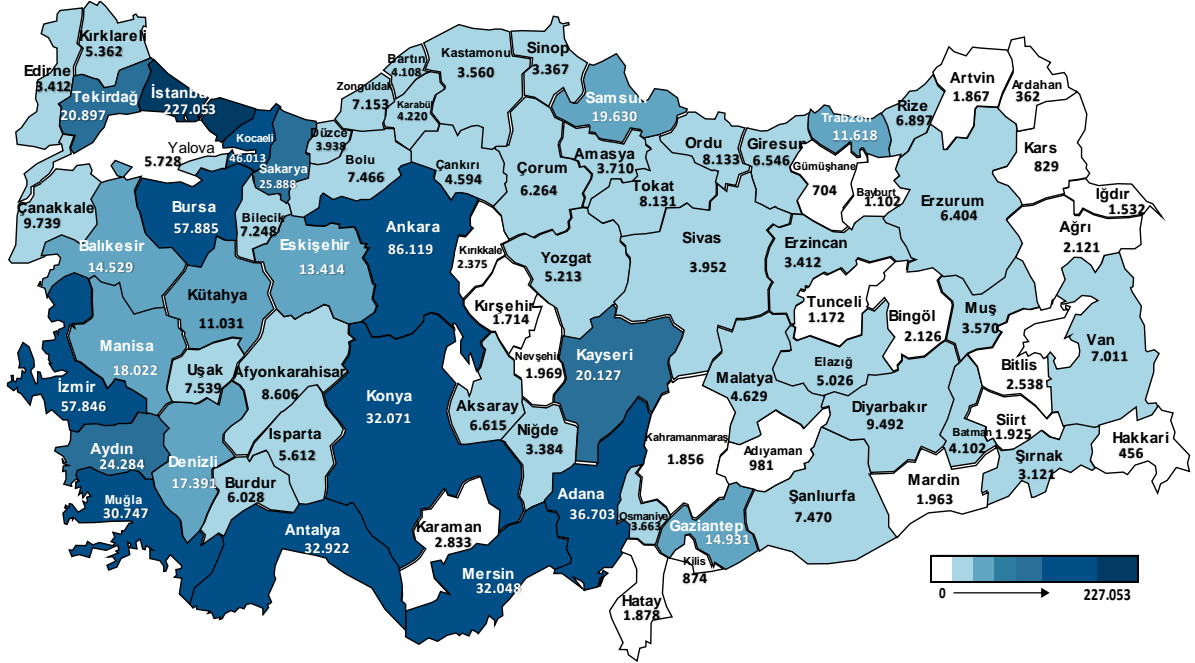 Kırklareli
5.362
Edirne
3.412
Tekirdağ
20.897
İstanbu
227.053
Kocaeli
46.013
Yalova
5.728
Sakarya
25.888
Düzce
3.938
Zonguldak
7.153
Bartın
4.108
Karabük
4.220
Kastamonu
3.560
Sinop
3.367
Samsun
19.630
Bolu
7.466
Çankırı
4.594
Çorum
6.264
Amasya
3.710
Tokat
8.131
Ordu
8.133
Giresun
6.546
Gümüşhane
704
Trabzon
11.618
Rize
6.897
Bayburt
1.102
Artvin
1.867
Ardahan
362
Kars
829
Iğdır
1.532
Ağrı
2.121
Erzurum
6.404
Erzincan
3.412
Çanakkale
9.739
Balıkesir
14.529
Bursa
57.885
Bilecik
7.248
Eskişehir
13.414
Ankara
86.119
Kırıkkale
2.375
Kırşehir
1.714
Yozgat
5.213
Sivas
3.952
Tunceli
1.172
Bingöl
2.126
Muş
3.570
Bitlis
2.538
Van
7.011
Kütahya
11.031
Manisa
18.022
Uşak
7.539
Afyonkarahisar
8.606
Konya
32.071
Nevşehir
1.969
Aksaray
6.615
Kayseri
20.127
Niğde
3.384
Malatya
4.629
Elazığ
5.026
Diyarbakır
9.492
Batman
4.102
Siirt
1.925
Şırnak
3.121
Hakkari
456
İzmir
57.846
Aydın
24.284
Denizli
17.391
Isparta
5.612
Burdur
6.028
Muğla
30.747
Antalya
32.922
Karaman
2.833
Mersin
32.048
Adana
36.703
Kahramanmaraş
1.856
Adıyaman
981
Şanlıurfa
7.470
Mardin
1.963
Osmaniye
3.663
Gaziantep
14.931
Kilis
874
Hatay
1.878
0
227.053